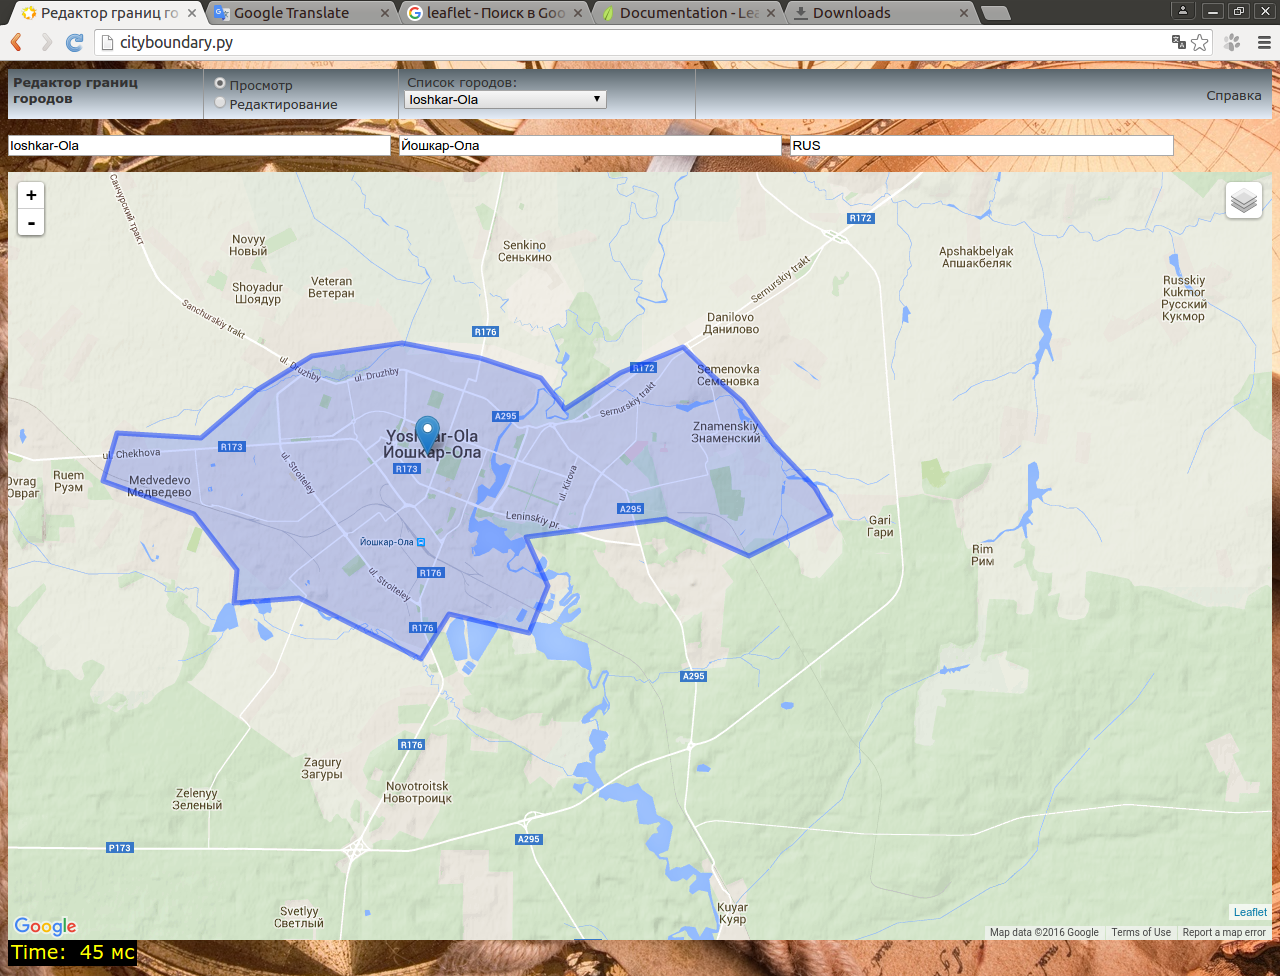 Редактор границ го
Google Translate
leaflet - Поиск в Goo
Documentation - Lea
Downloads
cityboundary.py
Редактор границ
городов
Просмотр
Редактирование
Список городов:
Ioshkar-Ola
Справка
Ioshkar-Ola
Йошкар-Ола
RUS
+
-
Санчурский тракт
R172
Novyy
Новый
Senkino
Сенькино
Apshakbelyak
Апшакбеляк
Sernurskiy trakt
Shoyadur
Шоядур
Veteran
Ветеран
Russkiy
Kukmor
Русский
Кукмор
Sanchurskiy trakt
R176
Danilovo
Данилово
ul. Druzhby
ul. Druzhby
R172
Semenovka
Семеновка
Sernurskiy trakt
A295
Znamenskiy
Знаменский
Yoshkar-Ola
Йошкар-Ола
R173
ul. Chekhova
R173
ul. Stroiteley
ul. Kirova
Ovrag
Овраг
Ruem
Руэм
Medvedevo
Медведево
A295
Leninskiy pr.
Gari
Гари
Йошкар-Ола
Rim
Рим
R176
ul. Stroiteley
R176
A295
R176
Zagury
Загуры
Zelenyy
Зеленый
Novotroitsk
Новотроицк
A295
P173
Svetlyy
Светлый
Kuyar
Куяр
Google
Leaflet
Map data ©2016 Google
Terms of Use
Report a map error
Time: 45 мс